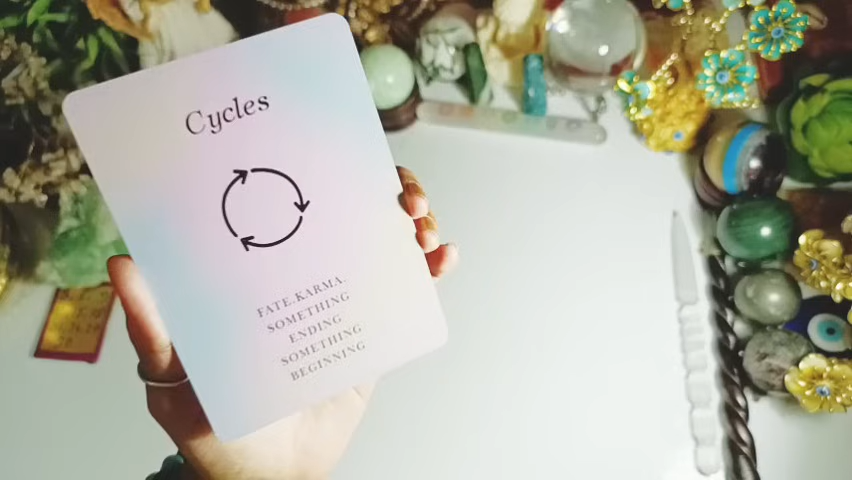 Cycles
FATE.KARMA.
SOMETHING
ENDING
SOMETHING
BEGINNING